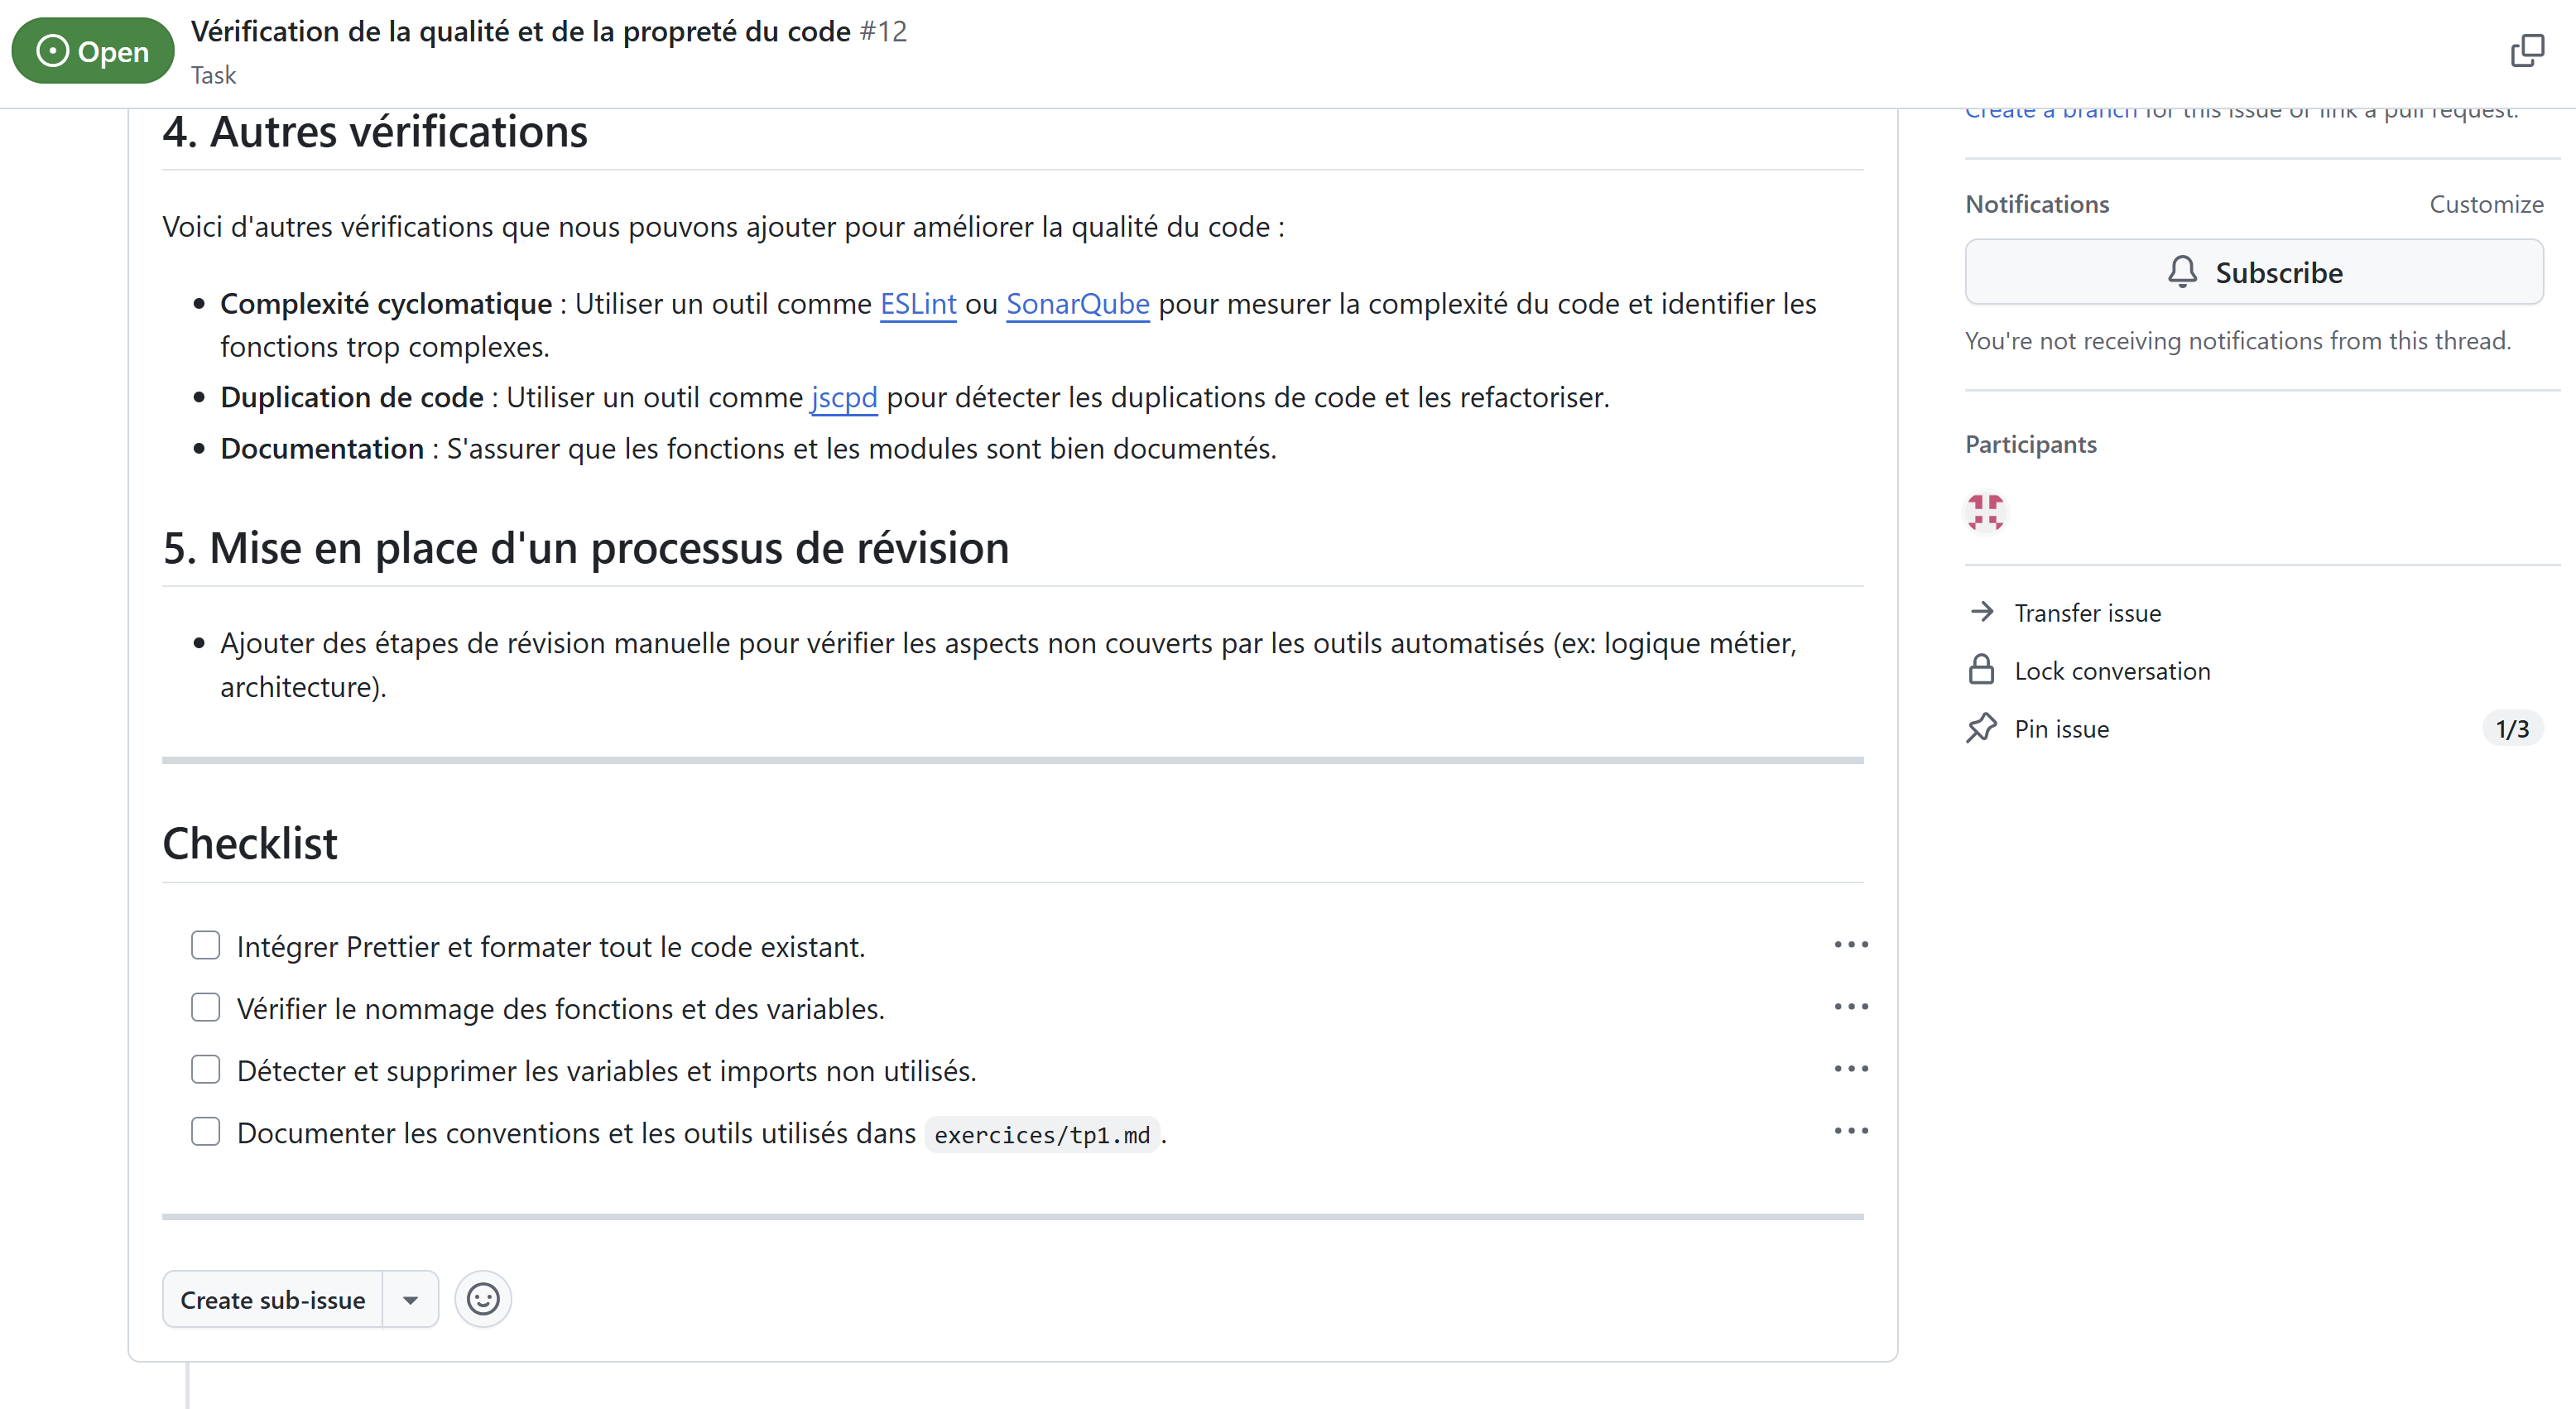 Open
Vérification de la qualité et de la propreté du code #12
Task
4. Autres vérifications
Voici d'autres vérifications que nous pouvons ajouter pour améliorer la qualité du code :
Complexité cyclomatique : Utiliser un outil comme ESLint ou SonarQube pour mesurer la complexité du code et identifier les
fonctions trop complexes.
Duplication de code : Utiliser un outil comme jscpd pour détecter les duplications de code et les refactoriser.
Documentation : S'assurer que les fonctions et les modules sont bien documentés.
5. Mise en place d'un processus de révision
Ajouter des étapes de révision manuelle pour vérifier les aspects non couverts par les outils automatisés (ex: logique métier,
architecture).
Checklist
Intégrer Prettier et formater tout le code existant.
Vérifier le nommage des fonctions et des variables.
Détecter et supprimer les variables et imports non utilisés.
Documenter les conventions et les outils utilisés dans exercices/tp1.md.
Create sub-issue
Create a branch for this issue or link a pull request.
Notifications
Customize
Subscribe
You're not receiving notifications from this thread.
Participants
Transfer issue
Lock conversation
Pin issue
1/3